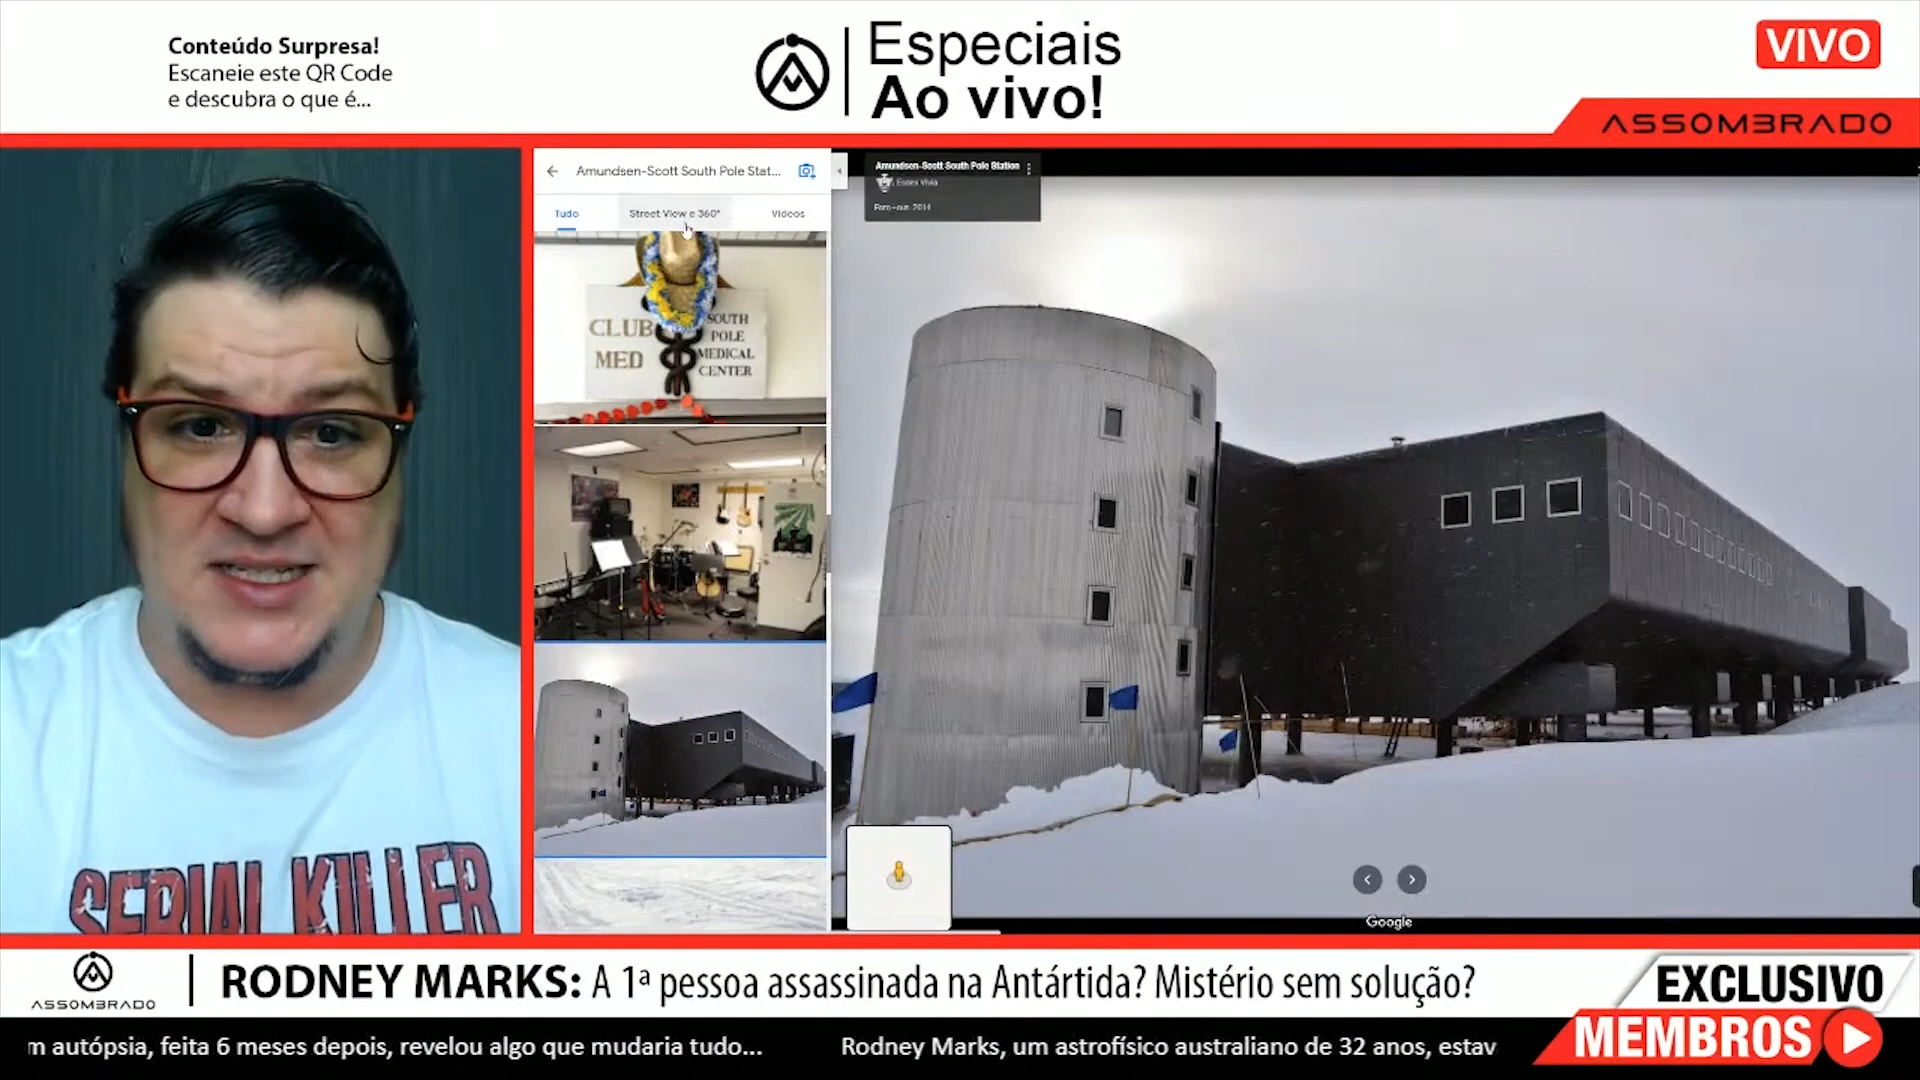 Conteúdo Surpresa!
Escaneie este QR Code
e descubra o que é...
Especiais
Ao vivo!
VIVO
ASSOMBRADO
Amundsen-Scott South Pole Stat...
Tudo
Street View e 360°
Vídeos
CLUB
MED
SOUTH
POLE
MEDICAL
CENTER
Amundsen-Scott South Pole Station
Foto - out. 2014
Google
SERIAL KILLER
ASSOMBRADO
RODNEY MARKS: A 1ª pessoa assassinada na Antártida? Mistério sem solução?
EXCLUSIVO
MEMBROS
m autópsia, feita 6 meses depois, revelou algo que mudaria tudo...
Rodney Marks, um astrofísico australiano de 32 anos, estav